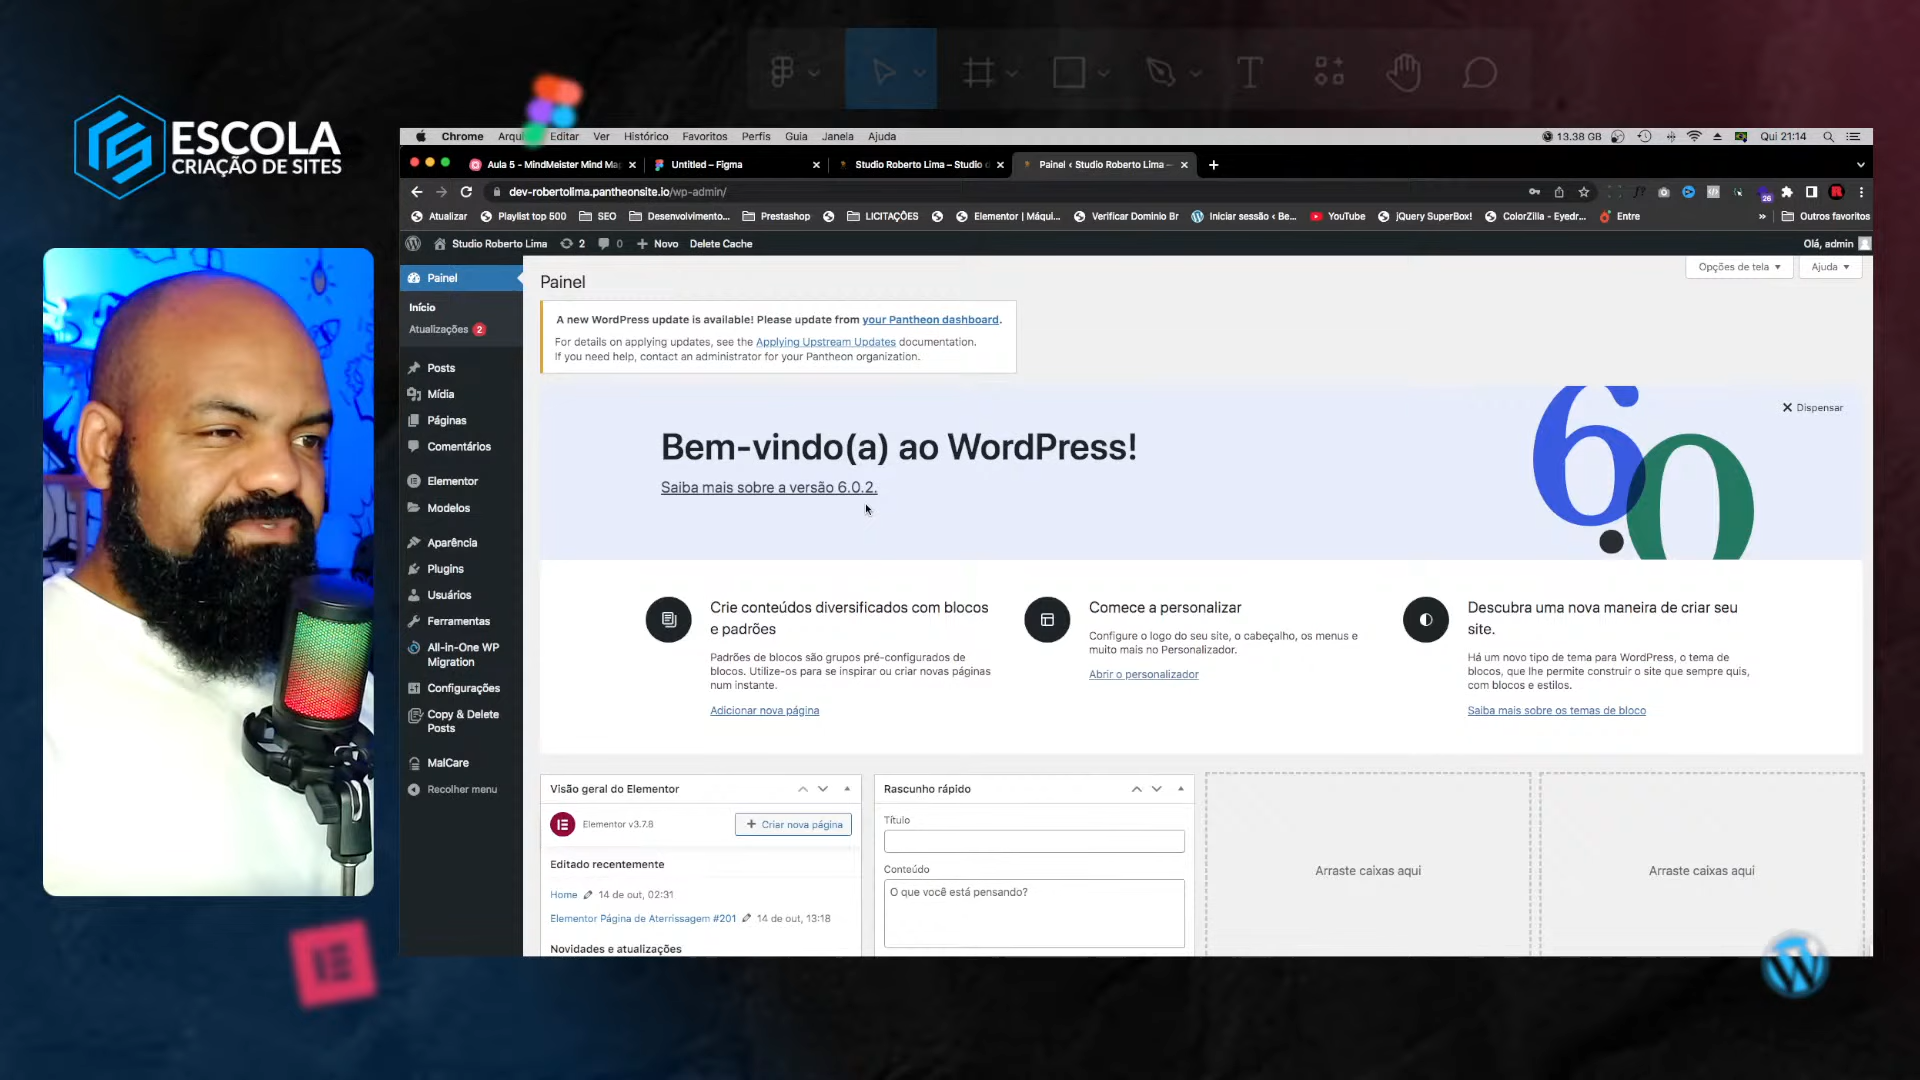 ESCOLA
CRIAÇÃO DE SITES
Chrome Arqui Editar Ver Histórico Favoritos Perfis Guia Janela Ajuda
13.38 GB Qui 21:14
Aula 5 - MindMeister Mind Ma
Untitled – Figma
Studio Roberto Lima – Studio
Painel ‹ Studio Roberto Lima —
dev-robertolima.pantheonsite.io/wp-admin/
26
Atualizar Playlist top 500 SEO Desenvolvimento... Prestashop LICITAÇÕES Elementor | Máqui... Verificar Dominio Br Iniciar sessão ‹ Be... YouTube jQuery SuperBox! ColorZilla - Eyedr... Entre » Outros favoritos
Studio Roberto Lima 2 0 Novo Delete Cache
Olá, admin
Painel
Início
Atualizações 2
Posts
Mídia
Páginas
Comentários
Elementor
Modelos
Aparência
Plugins
Usuários
Ferramentas
All-in-One WP
Migration
Configurações
Copy & Delete
Posts
MalCare
Recolher menu
Painel
Opções de tela
Ajuda
A new WordPress update is available! Please update from your Pantheon dashboard.
For details on applying updates, see the Applying Upstream Updates documentation.
If you need help, contact an administrator for your Pantheon organization.
Bem-vindo(a) ao WordPress!
Saiba mais sobre a versão 6.0.2.
6.0
Dispensar
Crie conteúdos diversificados com blocos
e padrões
Padrões de blocos são grupos pré-configurados de
blocos. Utilize-os para se inspirar ou criar novas páginas
num instante.
Adicionar nova página
Comece a personalizar
Configure o logo do seu site, o cabeçalho, os menus e
muito mais no Personalizador.
Abrir o personalizador
Descubra uma nova maneira de criar seu
site.
Há um novo tipo de tema para WordPress, o tema de
blocos, que lhe permite construir o site que sempre quis,
com blocos e estilos.
Saiba mais sobre os temas de bloco
Visão geral do Elementor
Elementor v3.7.8
Criar nova página
Editado recentemente
Home 14 de out, 02:31
Elementor Página de Aterrissagem #201 14 de out, 13:18
Novidades e atualizações
Rascunho rápido
Título
Conteúdo
O que você está pensando?
Arraste caixas aqui
Arraste caixas aqui